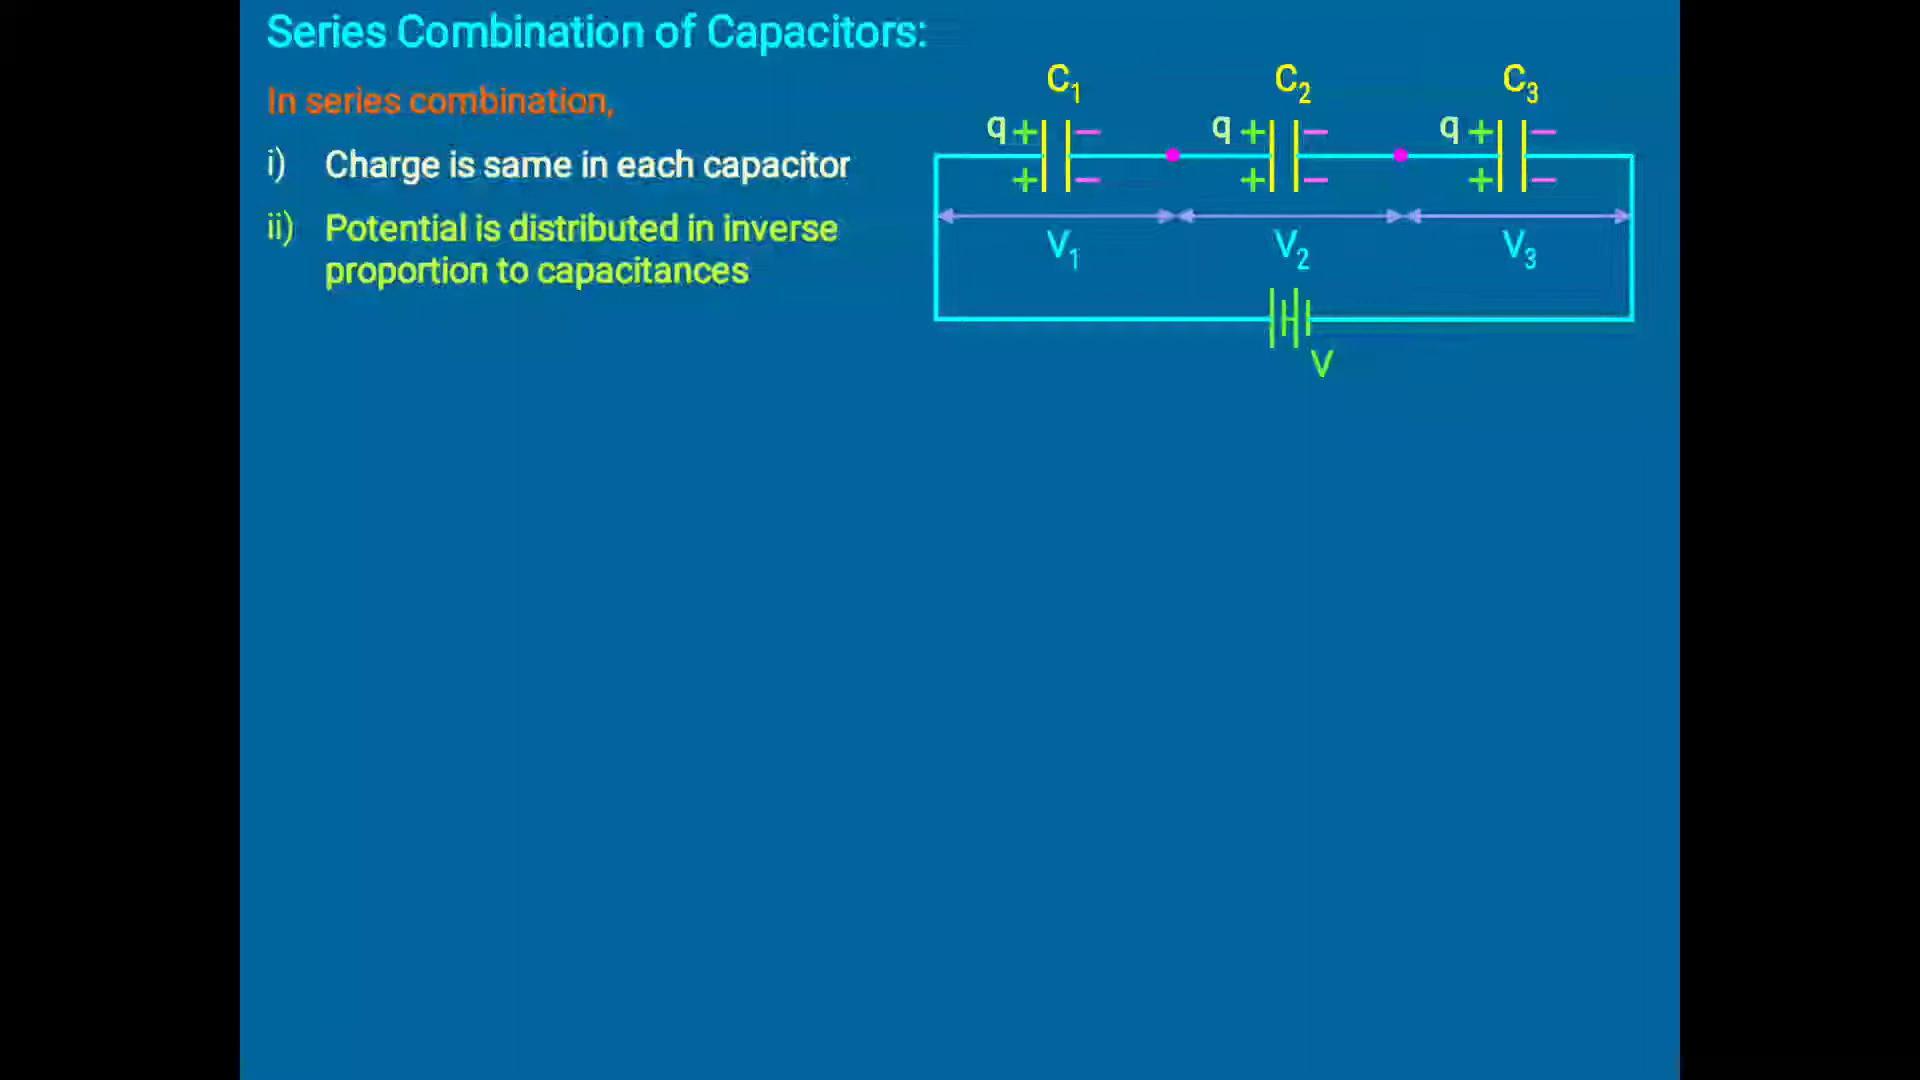 Series Combination of Capacitors:
In series combination,
i) Charge is same in each capacitor
ii) Potential is distributed in inverse
proportion to capacitances
C₁ C₂ C₃
q + − q + − q + −
+ − + − + −
V₁ V₂ V₃
V